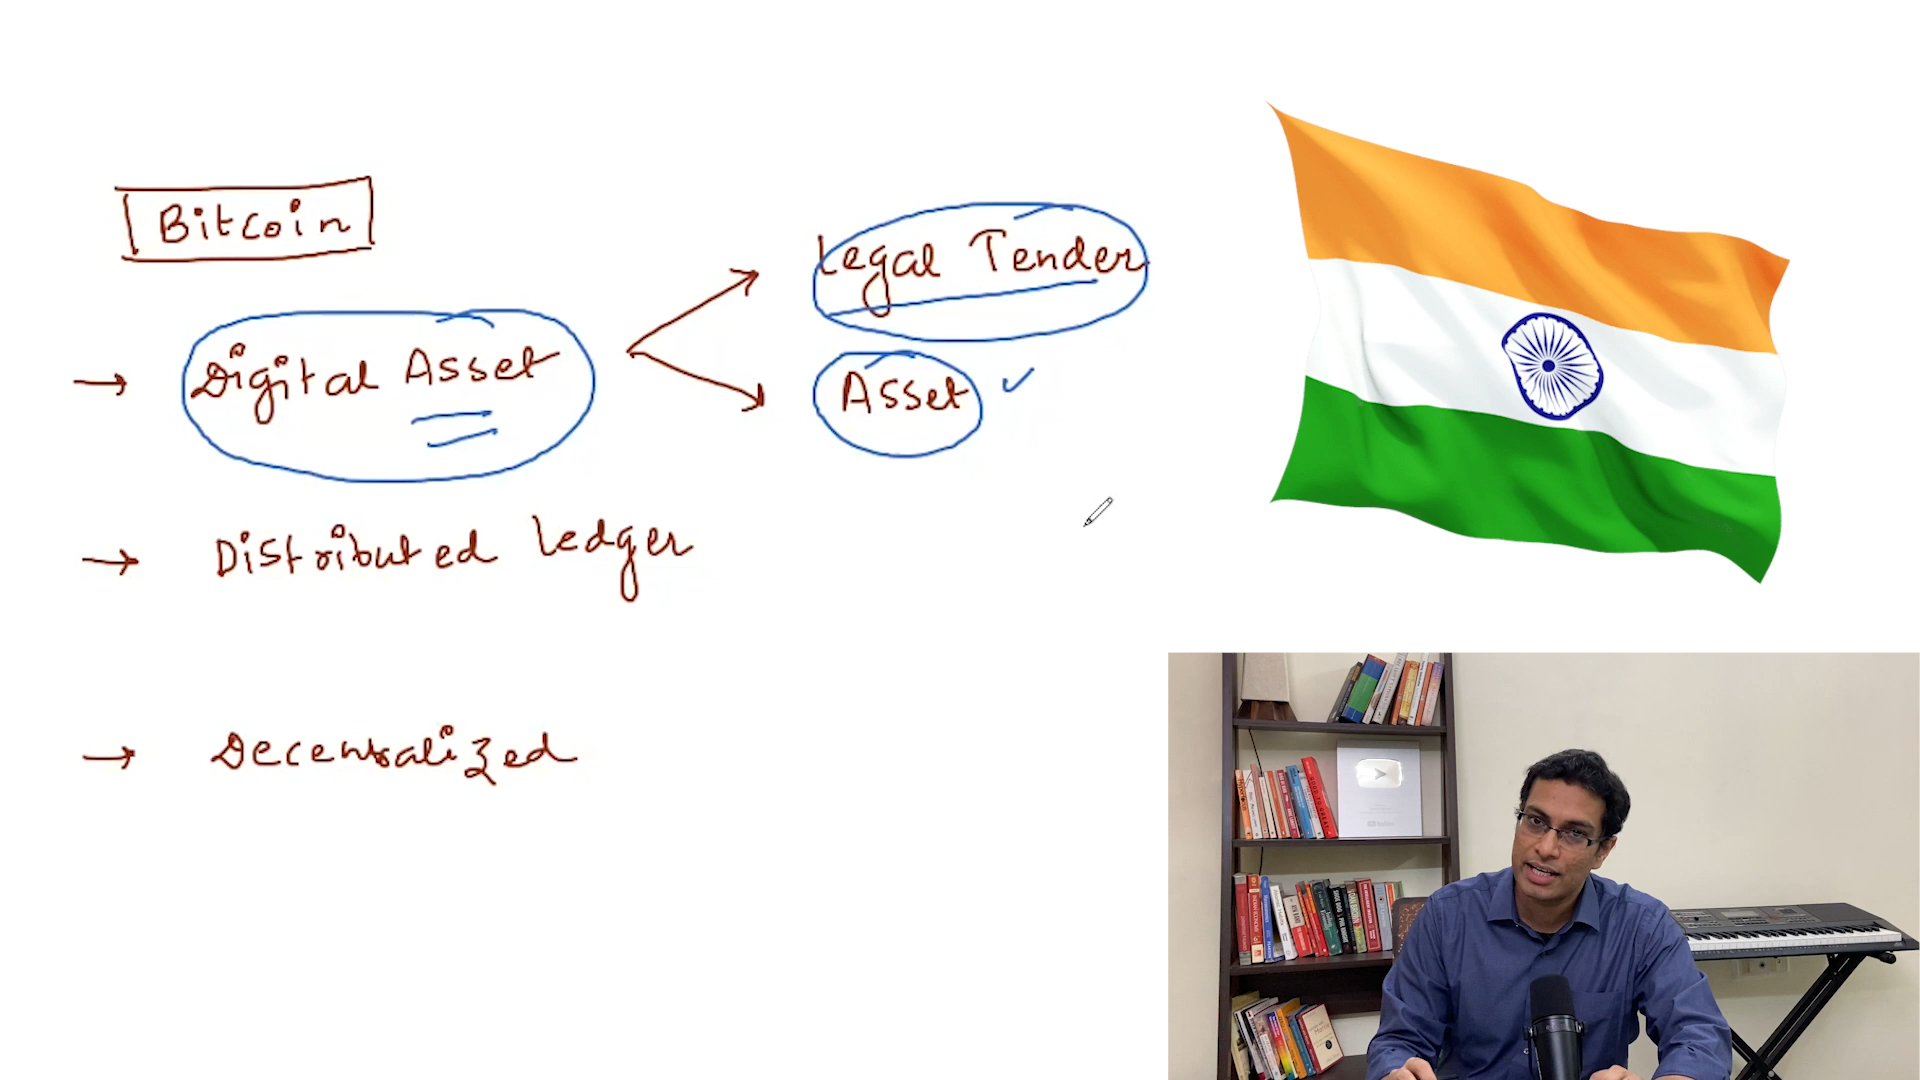 Bitcoin
Legal Tender
Digital Asset
Asset
Distributed Ledger
Decentralized